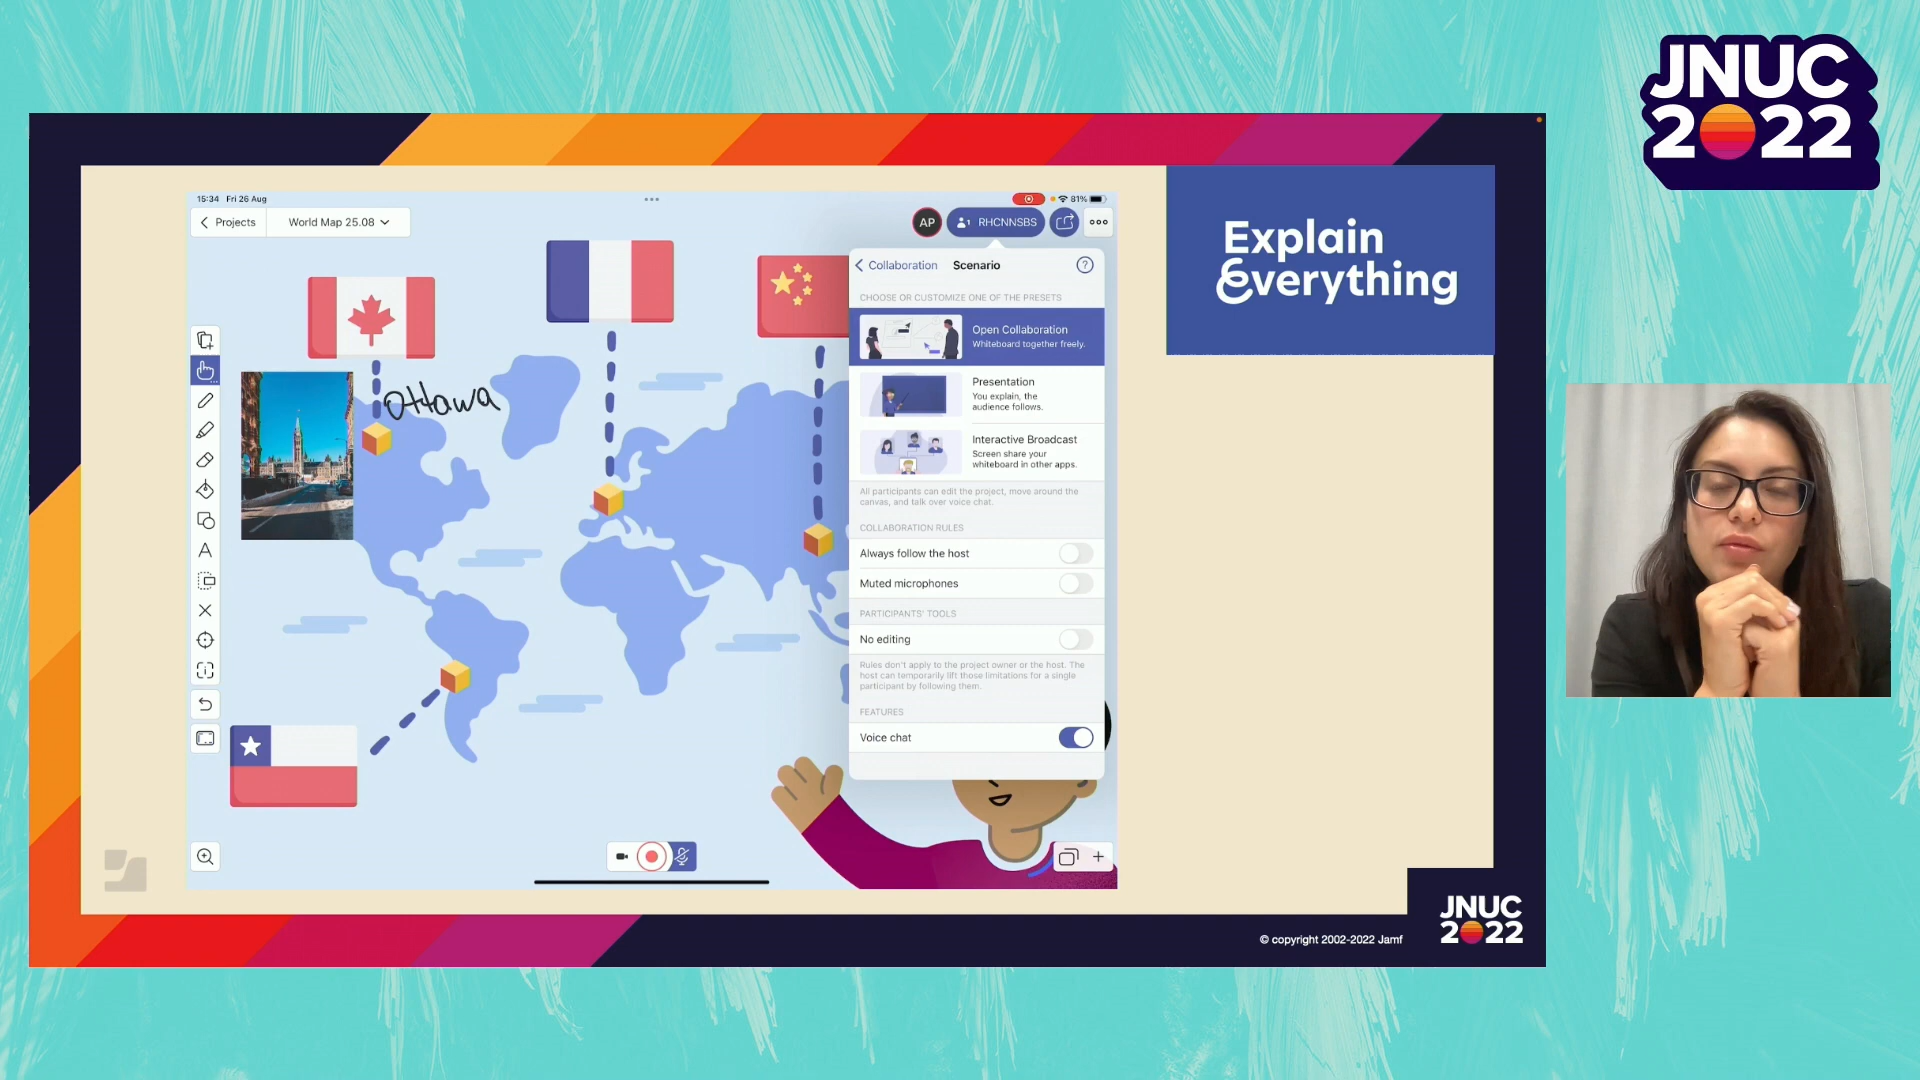 JNUC
2022
15:34 Fri 26 Aug
81%
Projects
World Map 25.08
AP
1 RHCNNSBS
Explain
Everything
Collaboration
Scenario
?
CHOOSE OR CUSTOMIZE ONE OF THE PRESETS
Open Collaboration
Whiteboard together freely.
Presentation
You explain, the
audience follows.
Interactive Broadcast
Screen share your
whiteboard in other apps.
All participants can edit the project, move around the
canvas, and talk over voice chat.
COLLABORATION RULES
Always follow the host
Muted microphones
PARTICIPANTS' TOOLS
No editing
Rules don't apply to the project owner or the host. The
host can temporarily lift those limitations for a single
participant by following them.
FEATURES
Voice chat
Ottawa
A
© copyright 2002-2022 Jamf
JNUC
2022